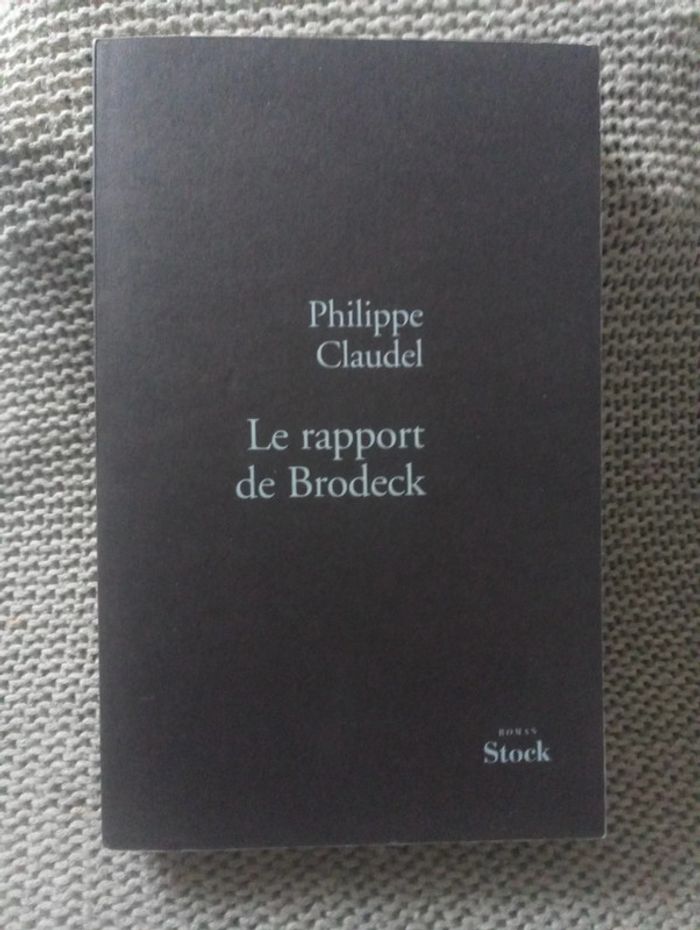 Philippe
Claudel
Le rapport
de Brodeck
ROMAN
Stock